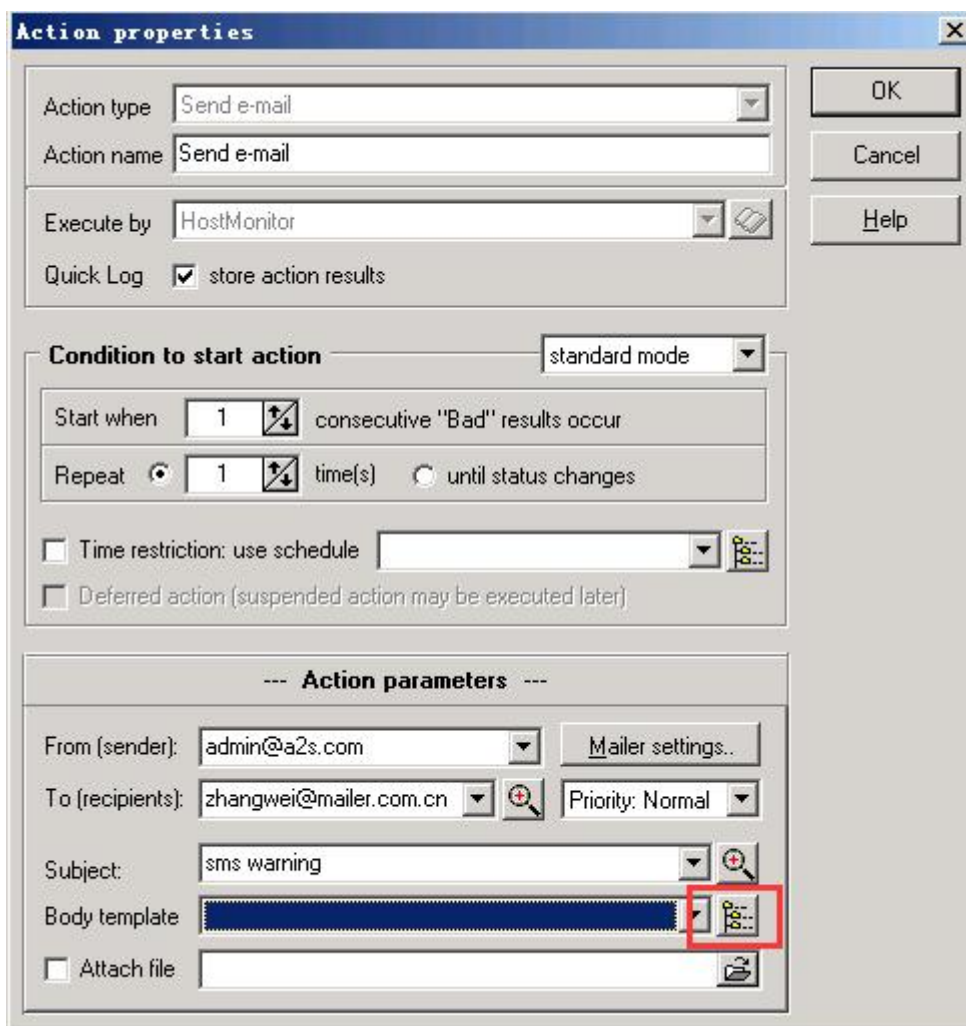 Action properties
Action type Send e-mail
OK
Action name Send e-mail
Cancel
Execute by HostMonitor
Help
Quick Log store action results
Condition to start action standard mode
Start when 1 consecutive "Bad" results occur
Repeat 1 time(s) until status changes
Time restriction: use schedule
Deferred action (suspended action may be executed later)
--- Action parameters ---
From (sender): admin@a2s.com Mailer settings..
To (recipients): zhangwei@mailer.com.cn Priority: Normal
Subject: sms warning
Body template
Attach file